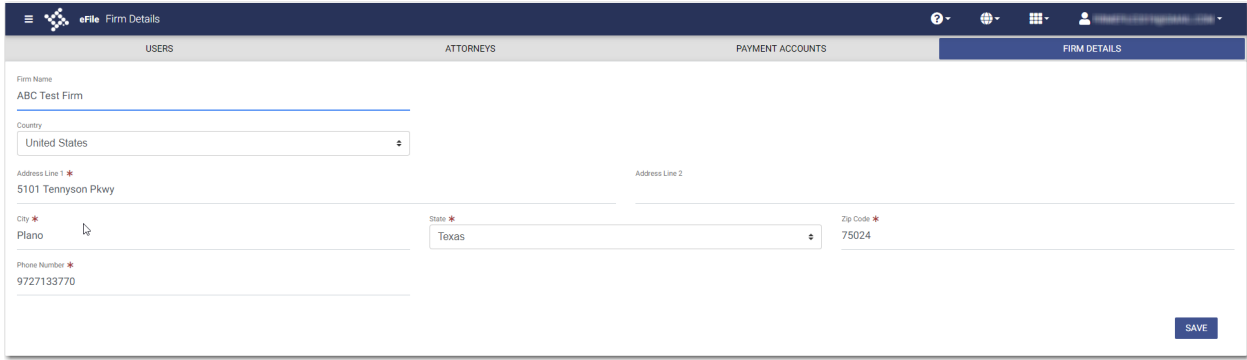 eFile Firm Details
USERS ATTORNEYS PAYMENT ACCOUNTS FIRM DETAILS
Firm Name
ABC Test Firm
Country
United States
Address Line 1 * Address Line 2
5101 Tennyson Pkwy
City * State * Zip Code *
Plano Texas 75024
Phone Number *
9727133770
SAVE